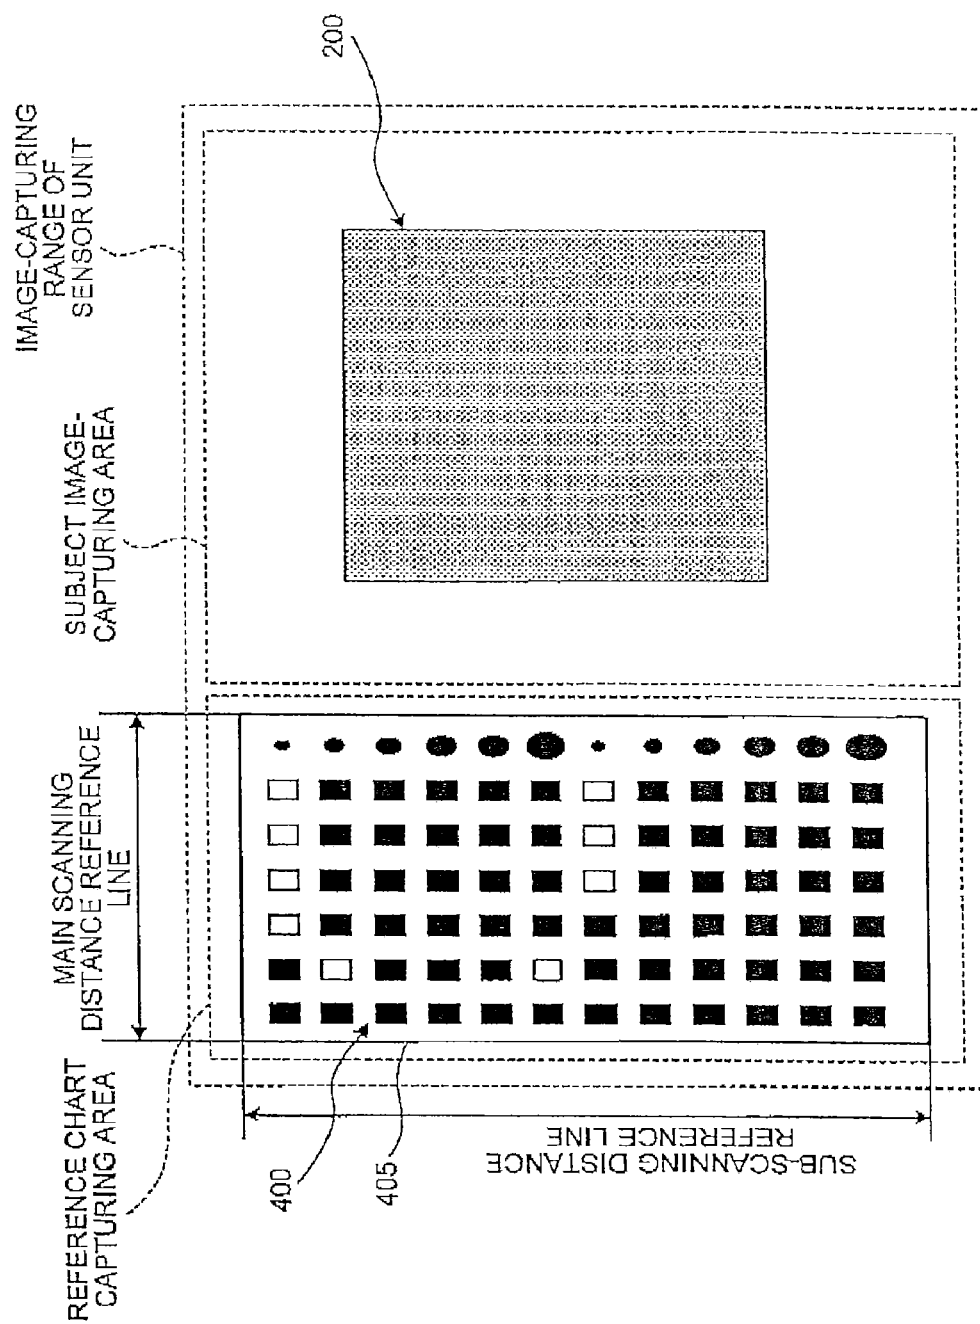 IMAGE-CAPTURING
RANGE OF
SENSOR UNIT
200
SUBJECT IMAGE-
CAPTURING AREA
MAIN SCANNING
DISTANCE REFERENCE
LINE
REFERENCE CHART
CAPTURING AREA
400
405
SUB-SCANNING DISTANCE
REFERENCE LINE